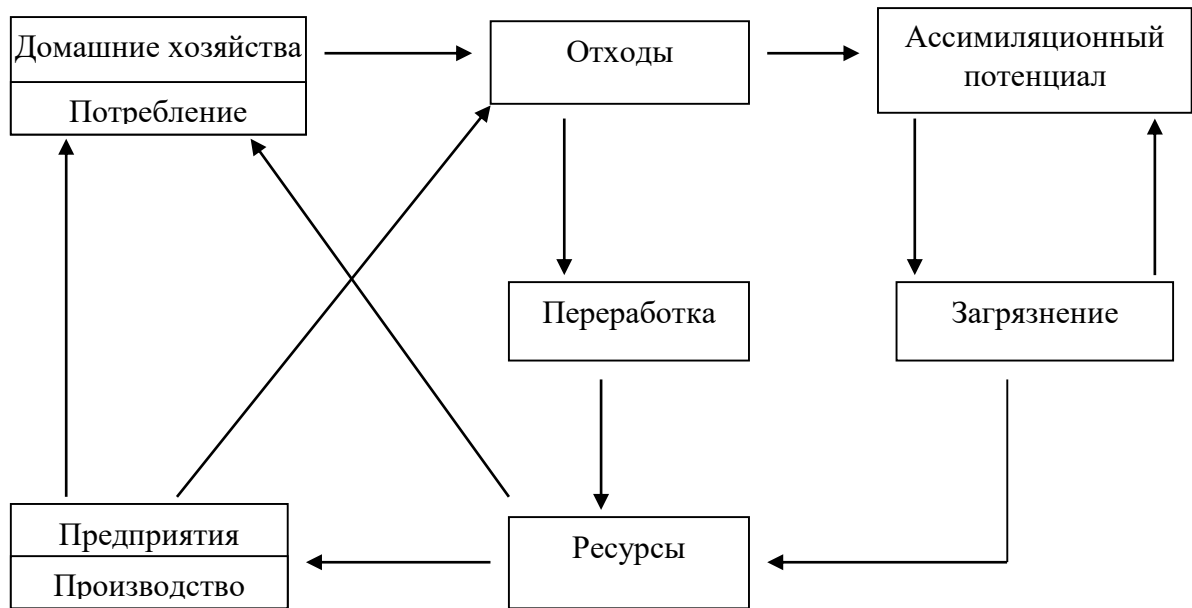 Домашние хозяйства
Потребление
Отходы
Ассимиляционный
потенциал
Переработка
Загрязнение
Предприятия
Производство
Ресурсы